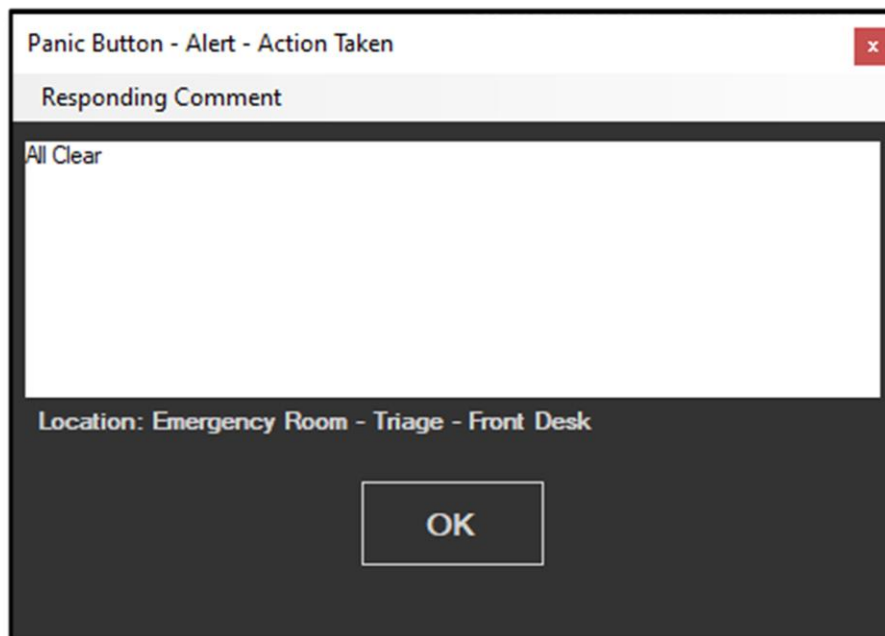 Panic Button - Alert - Action Taken
x
Responding Comment
All Clear
Location: Emergency Room - Triage - Front Desk
OK